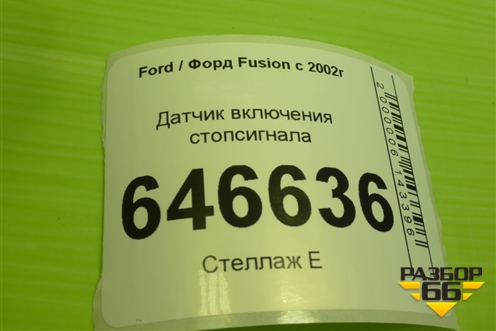 Ford / Форд Fusion с 2002г
Датчик включения
стопсигнала
646636
Стеллаж Е
2000006143396
РАЗБОР
66